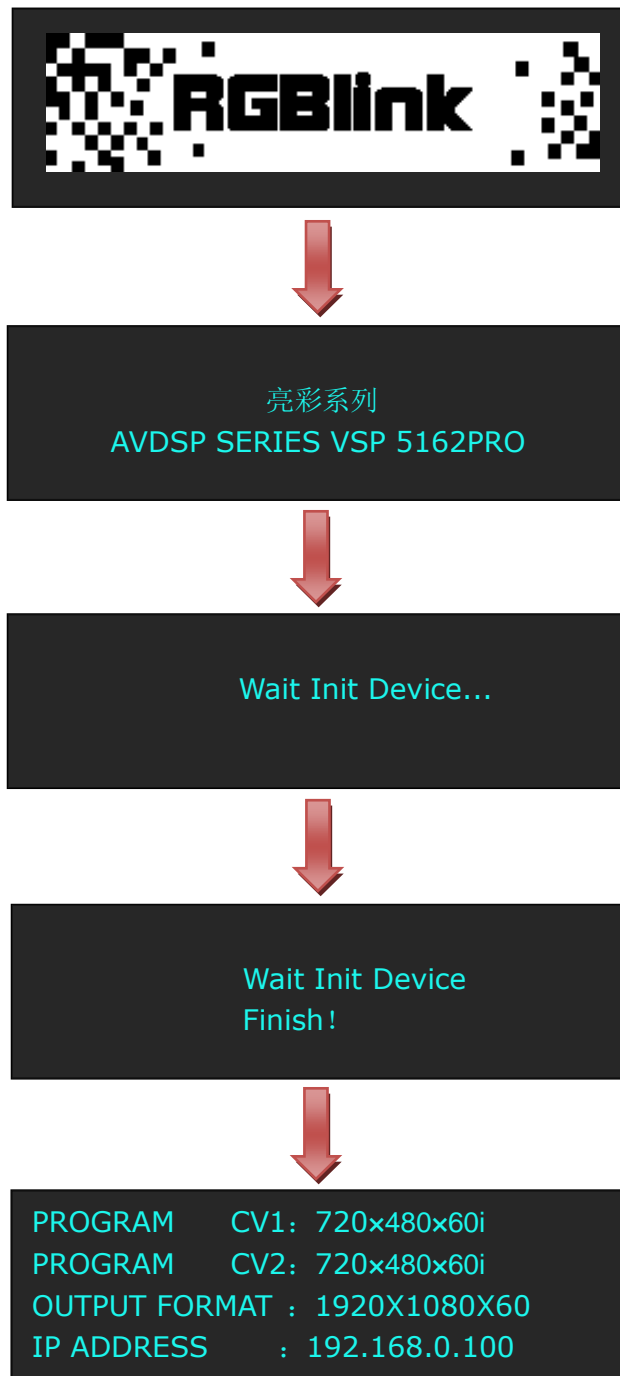 RGBlink
亮彩系列
AVDSP SERIES VSP 5162PRO
Wait Init Device...
Wait Init Device
Finish！
PROGRAM CV1：720×480×60i
PROGRAM CV2：720×480×60i
OUTPUT FORMAT ：1920X1080X60
IP ADDRESS ：192.168.0.100